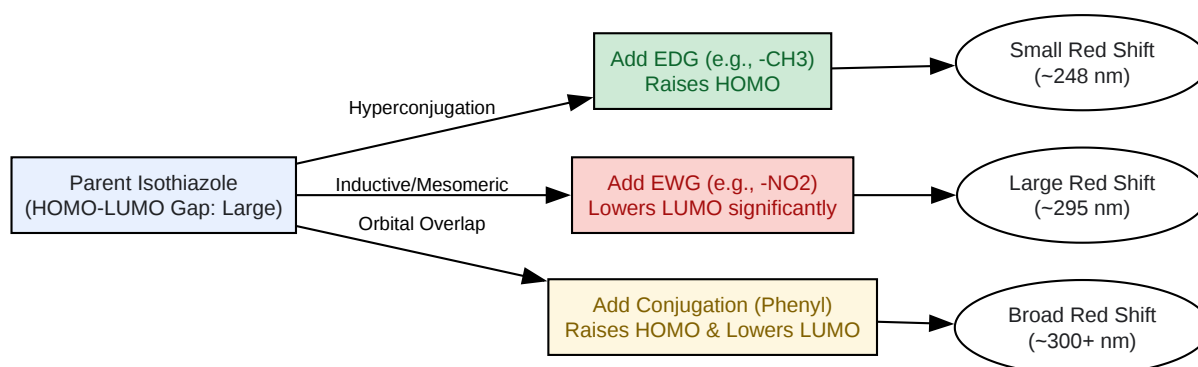 Parent Isothiazole
(HOMO-LUMO Gap: Large)
Hyperconjugation
Inductive/Mesomeric
Orbital Overlap
Add EDG (e.g., -CH3)
Raises HOMO
Add EWG (e.g., -NO2)
Lowers LUMO significantly
Add Conjugation (Phenyl)
Raises HOMO & Lowers LUMO
Small Red Shift
(~248 nm)
Large Red Shift
(~295 nm)
Broad Red Shift
(~300+ nm)